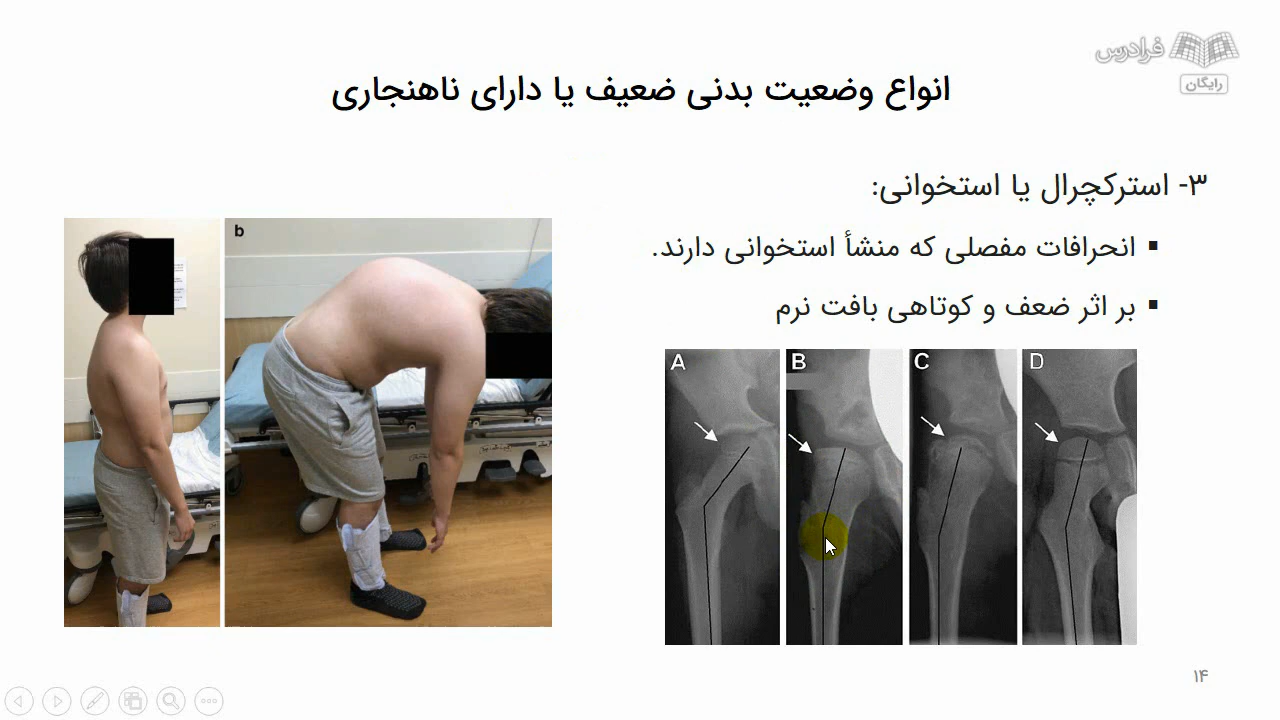 فرادرس
رایگان
انواع وضعیت بدنی ضعیف یا دارای ناهنجاری
۳- استرکچرال یا استخوانی:
▪ انحرافات مفصلی که منشأ استخوانی دارند.
▪ بر اثر ضعف و کوتاهی بافت نرم
b
A B C D
۱۴